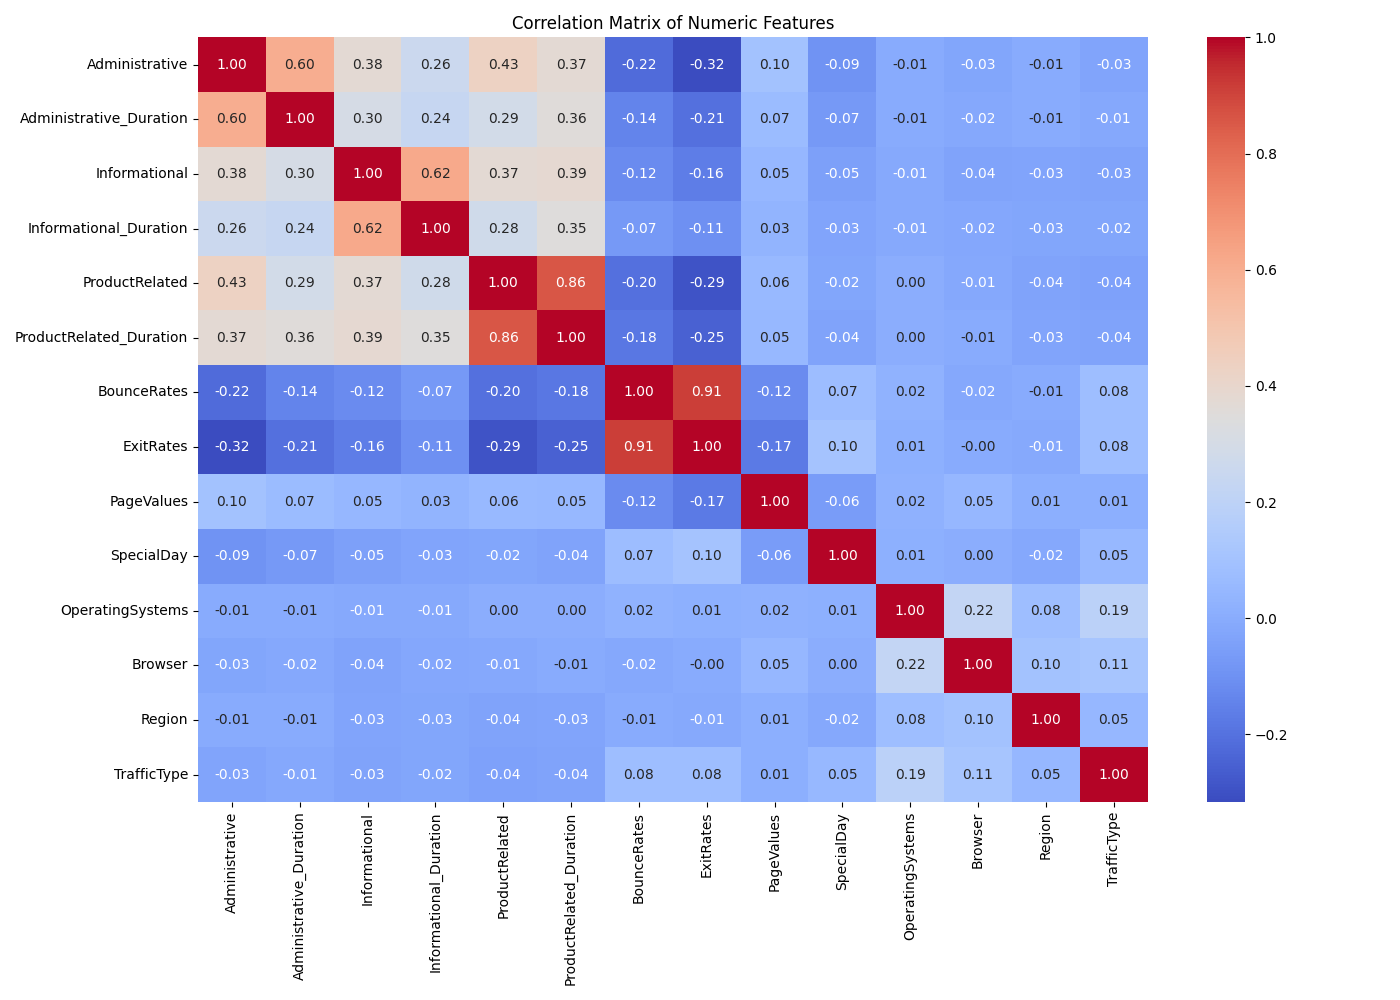 Correlation Matrix of Numeric Features
Administrative 1.00 0.60 0.38 0.26 0.43 0.37 -0.22 -0.32 0.10 -0.09 -0.01 -0.03 -0.01 -0.03
Administrative_Duration 0.60 1.00 0.30 0.24 0.29 0.36 -0.14 -0.21 0.07 -0.07 -0.01 -0.02 -0.01 -0.01
Informational 0.38 0.30 1.00 0.62 0.37 0.39 -0.12 -0.16 0.05 -0.05 -0.01 -0.04 -0.03 -0.03
Informational_Duration 0.26 0.24 0.62 1.00 0.28 0.35 -0.07 -0.11 0.03 -0.03 -0.01 -0.02 -0.03 -0.02
ProductRelated 0.43 0.29 0.37 0.28 1.00 0.86 -0.20 -0.29 0.06 -0.02 0.00 -0.01 -0.04 -0.04
ProductRelated_Duration 0.37 0.36 0.39 0.35 0.86 1.00 -0.18 -0.25 0.05 -0.04 0.00 -0.01 -0.03 -0.04
BounceRates -0.22 -0.14 -0.12 -0.07 -0.20 -0.18 1.00 0.91 -0.12 0.07 0.02 -0.02 -0.01 0.08
ExitRates -0.32 -0.21 -0.16 -0.11 -0.29 -0.25 0.91 1.00 -0.17 0.10 0.01 -0.00 -0.01 0.08
PageValues 0.10 0.07 0.05 0.03 0.06 0.05 -0.12 -0.17 1.00 -0.06 0.02 0.05 0.01 0.01
SpecialDay -0.09 -0.07 -0.05 -0.03 -0.02 -0.04 0.07 0.10 -0.06 1.00 0.01 0.00 -0.02 0.05
OperatingSystems -0.01 -0.01 -0.01 -0.01 0.00 0.00 0.02 0.01 0.02 0.01 1.00 0.22 0.08 0.19
Browser -0.03 -0.02 -0.04 -0.02 -0.01 -0.01 -0.02 -0.00 0.05 0.00 0.22 1.00 0.10 0.11
Region -0.01 -0.01 -0.03 -0.03 -0.04 -0.03 -0.01 -0.01 0.01 -0.02 0.08 0.10 1.00 0.05
TrafficType -0.03 -0.01 -0.03 -0.02 -0.04 -0.04 0.08 0.08 0.01 0.05 0.19 0.11 0.05 1.00
Administrative
Administrative_Duration
Informational
Informational_Duration
ProductRelated
ProductRelated_Duration
BounceRates
ExitRates
PageValues
SpecialDay
OperatingSystems
Browser
Region
TrafficType
1.0
0.8
0.6
0.4
0.2
0.0
−0.2